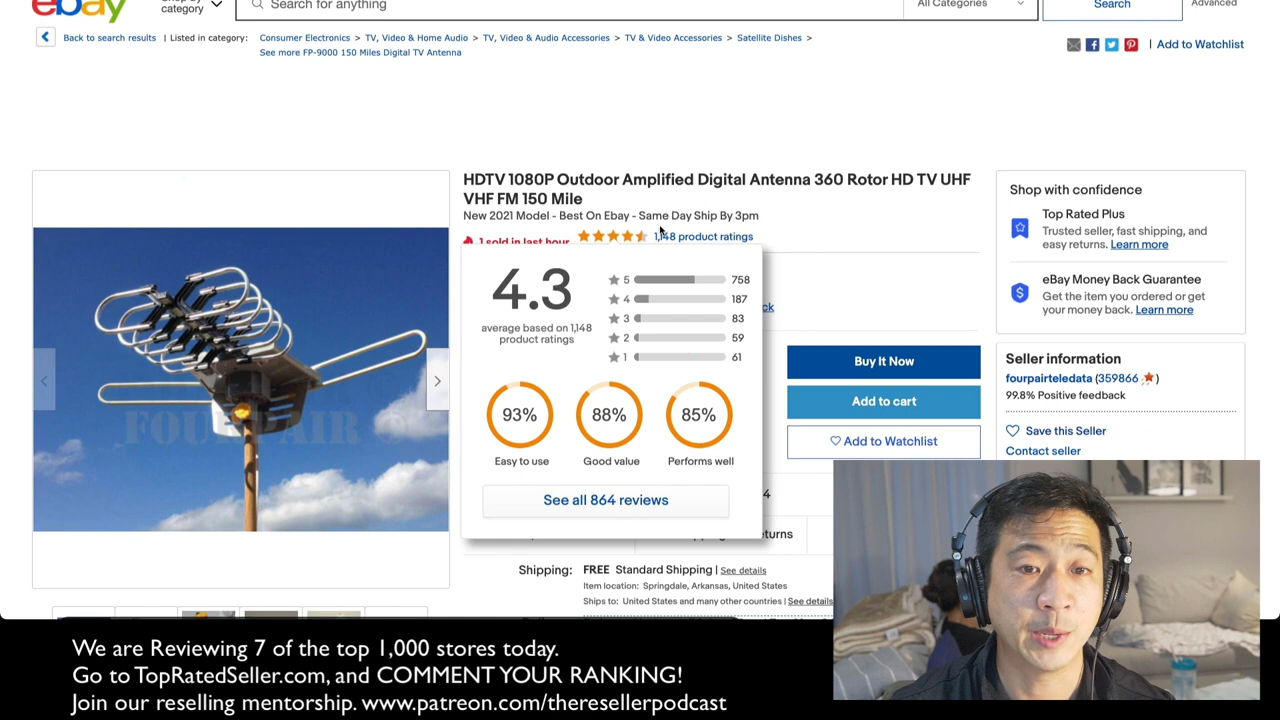 ebay
Shop by
category
Search for anything
All Categories
Search
Advanced
Back to search results | Listed in category:
Consumer Electronics > TV, Video & Home Audio > TV, Video & Audio Accessories > TV & Video Accessories > Satellite Dishes >
See more FP-9000 150 Miles Digital TV Antenna
| Add to Watchlist
HDTV 1080P Outdoor Amplified Digital Antenna 360 Rotor HD TV UHF
VHF FM 150 Mile
New 2021 Model - Best On Ebay - Same Day Ship By 3pm
1 sold in last hour
1,148 product ratings
4.3
average based on 1,148
product ratings
5 758
4 187
3 83
2 59
1 61
93%
88%
85%
Easy to use
Good value
Performs well
See all 864 reviews
ck
4
turns
Buy It Now
Add to cart
Add to Watchlist
Shipping: FREE Standard Shipping | See details
Item location: Springdale, Arkansas, United States
Ships to: United States and many other countries | See details
Shop with confidence
Top Rated Plus
Trusted seller, fast shipping, and
easy returns. Learn more
eBay Money Back Guarantee
Get the item you ordered or get
your money back. Learn more
Seller information
fourpairteledata (359866 )
99.8% Positive feedback
Save this Seller
Contact seller
We are Reviewing 7 of the top 1,000 stores today.
Go to TopRatedSeller.com, and COMMENT YOUR RANKING!
Join our reselling mentorship. www.patreon.com/theresellerpodcast